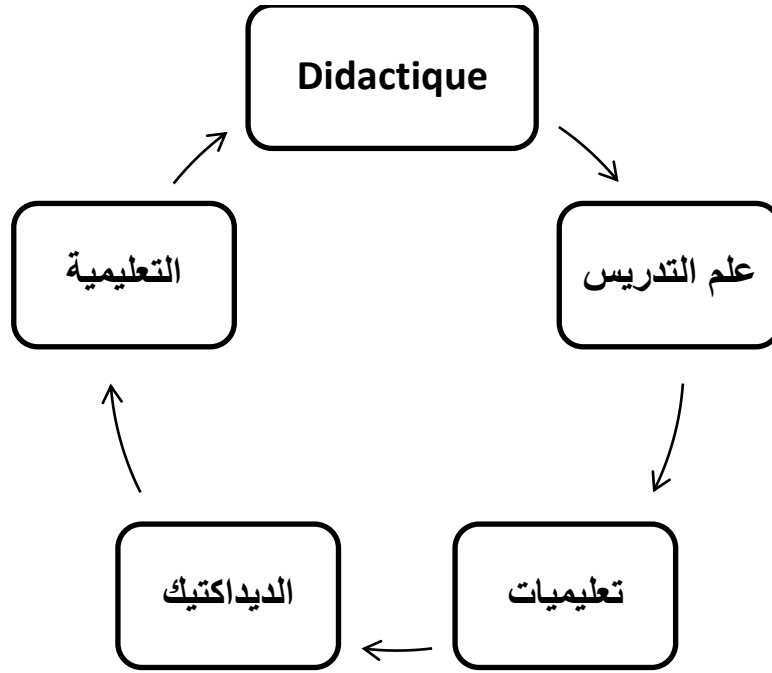 Didactique
علم التدريس
تعليميات
الديداكتيك
التعليمية